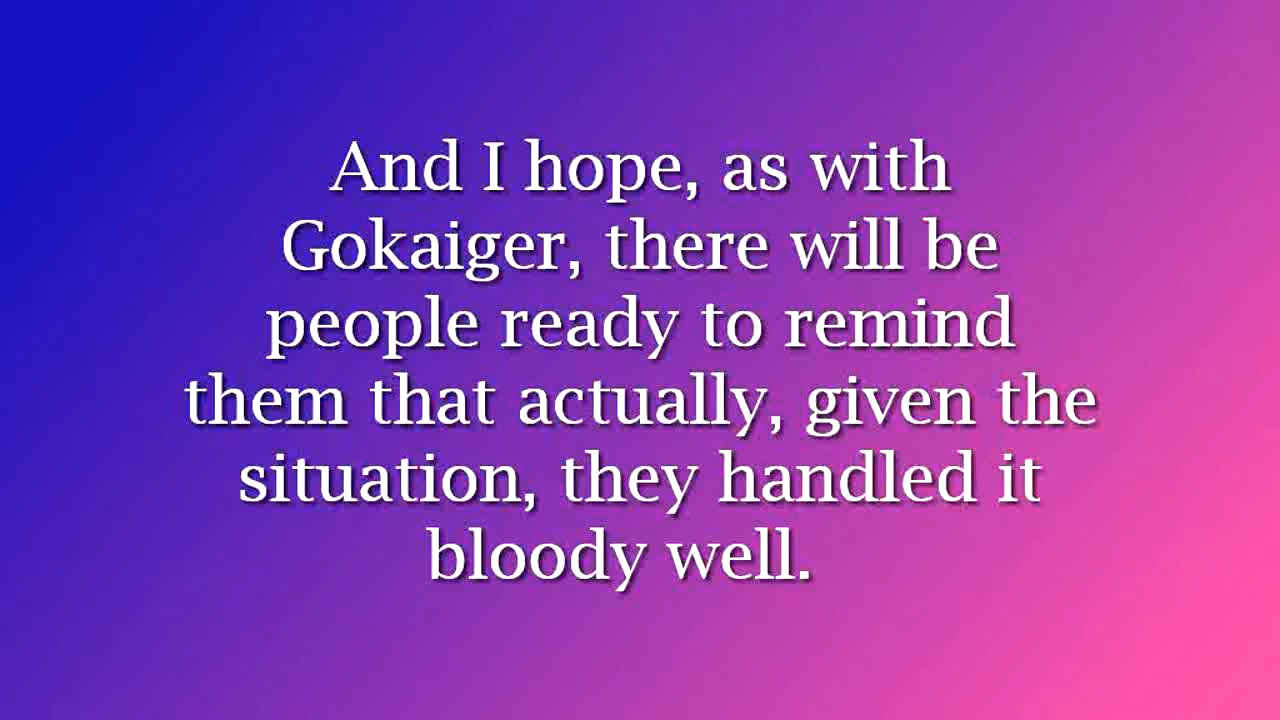 And I hope, as with
Gokaiger, there will be
people ready to remind
them that actually, given the
situation, they handled it
bloody well.